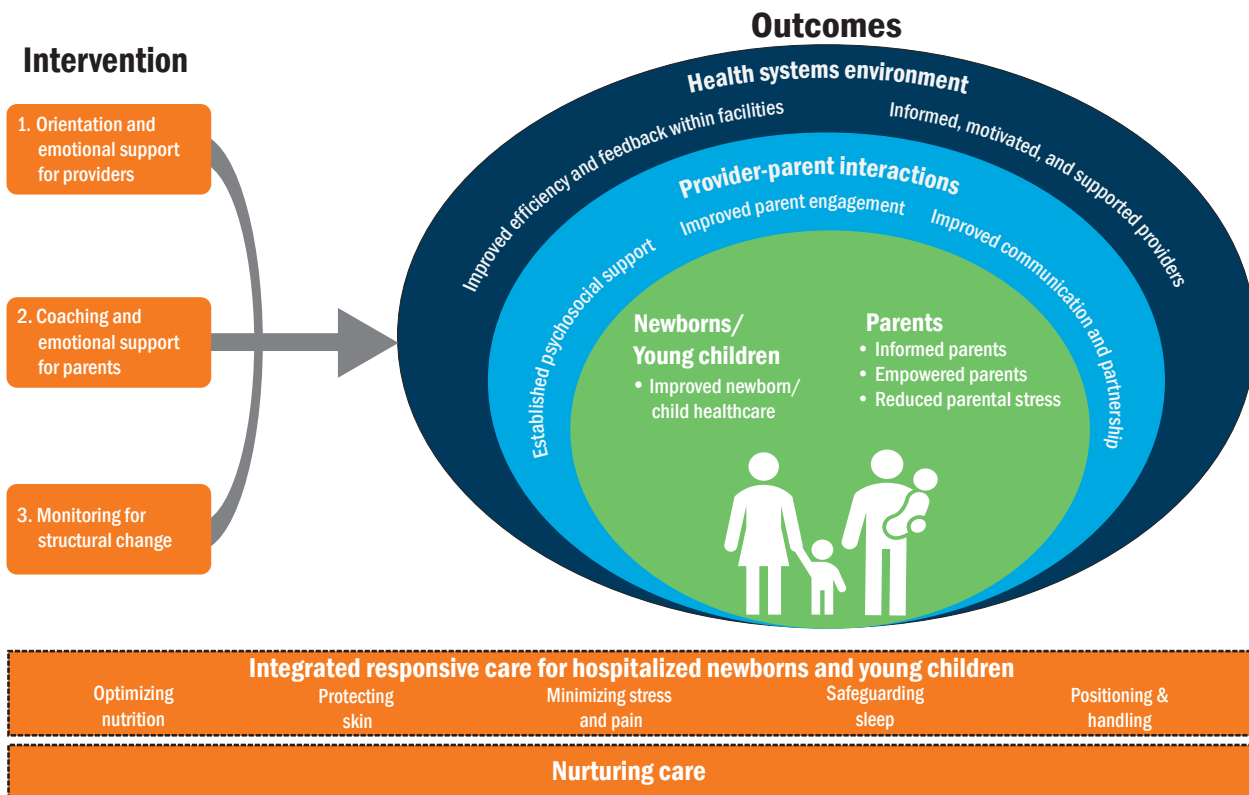 Intervention
1. Orientation and
emotional support
for providers
2. Coaching and
emotional support
for parents
3. Monitoring for
structural change
Outcomes
Health systems environment
Improved efficiency and feedback within facilities
Informed, motivated, and supported providers
Provider-parent interactions
Established psychosocial support
Improved parent engagement
Improved communication and partnership
Newborns/
Young children
• Improved newborn/
child healthcare
Parents
• Informed parents
• Empowered parents
• Reduced parental stress
Integrated responsive care for hospitalized newborns and young children
Optimizing
nutrition
Protecting
skin
Minimizing stress
and pain
Safeguarding
sleep
Positioning &
handling
Nurturing care